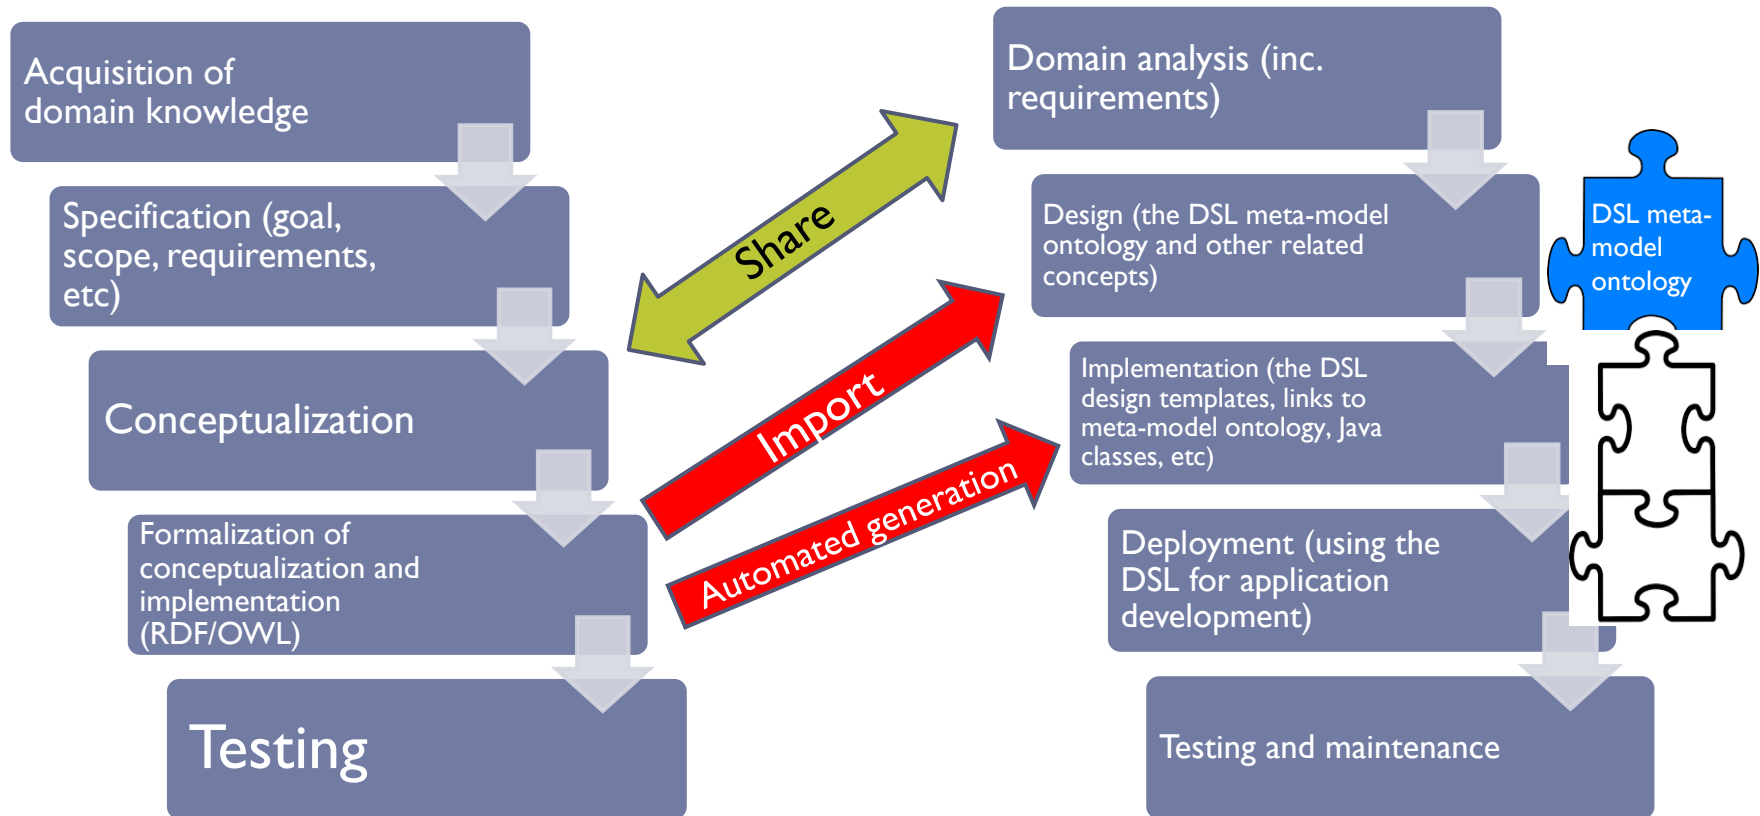 Acquisition of
domain knowledge
Specification (goal,
scope, requirements,
etc)
Conceptualization
Formalization of
conceptualization and
implementation
(RDF/OWL)
Testing
Share
Import
Automated generation
Domain analysis (inc.
requirements)
Design (the DSL meta-model
ontology and other related
concepts)
Implementation (the DSL
design templates, links to
meta-model ontology, Java
classes, etc)
Deployment (using the
DSL for application
development)
Testing and maintenance
DSL meta-
model
ontology